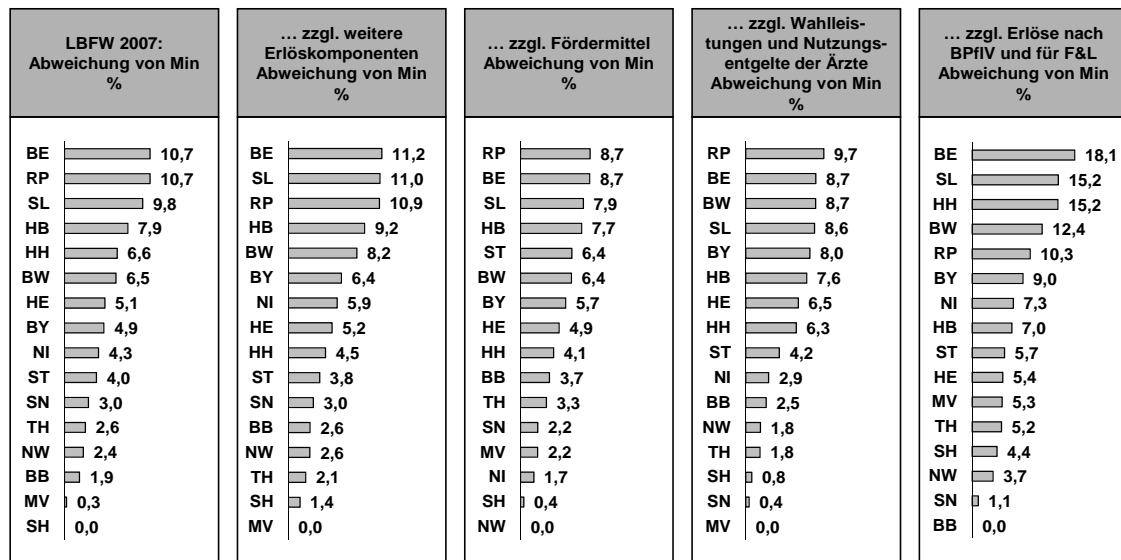 LBFW 2007:
Abweichung von Min
%
BE 10,7
RP 10,7
SL 9,8
HB 7,9
HH 6,6
BW 6,5
HE 5,1
BY 4,9
NI 4,3
ST 4,0
SN 3,0
TH 2,6
NW 2,4
BB 1,9
MV 0,3
SH 0,0
… zzgl. weitere
Erlöskomponenten
Abweichung von Min
%
BE 11,2
SL 11,0
RP 10,9
HB 9,2
BW 8,2
BY 6,4
NI 5,9
HE 5,2
HH 4,5
ST 3,8
SN 3,0
BB 2,6
NW 2,6
TH 2,1
SH 1,4
MV 0,0
… zzgl. Fördermittel
Abweichung von Min
%
RP 8,7
BE 8,7
SL 7,9
HB 7,7
ST 6,4
BW 6,4
BY 5,7
HE 4,9
HH 4,1
BB 3,7
TH 3,3
SN 2,2
MV 2,2
NI 1,7
SH 0,4
NW 0,0
… zzgl. Wahlleis-
tungen und Nutzungs-
entgelte der Ärzte
Abweichung von Min
%
RP 9,7
BE 8,7
BW 8,7
SL 8,6
BY 8,0
HB 7,6
HE 6,5
HH 6,3
ST 4,2
NI 2,9
BB 2,5
NW 1,8
TH 1,8
SH 0,8
SN 0,4
MV 0,0
… zzgl. Erlöse nach
BPflV und für F&L
Abweichung von Min
%
BE 18,1
SL 15,2
HH 15,2
BW 12,4
RP 10,3
BY 9,0
NI 7,3
HB 7,0
ST 5,7
HE 5,4
MV 5,3
TH 5,2
SH 4,4
NW 3,7
SN 1,1
BB 0,0